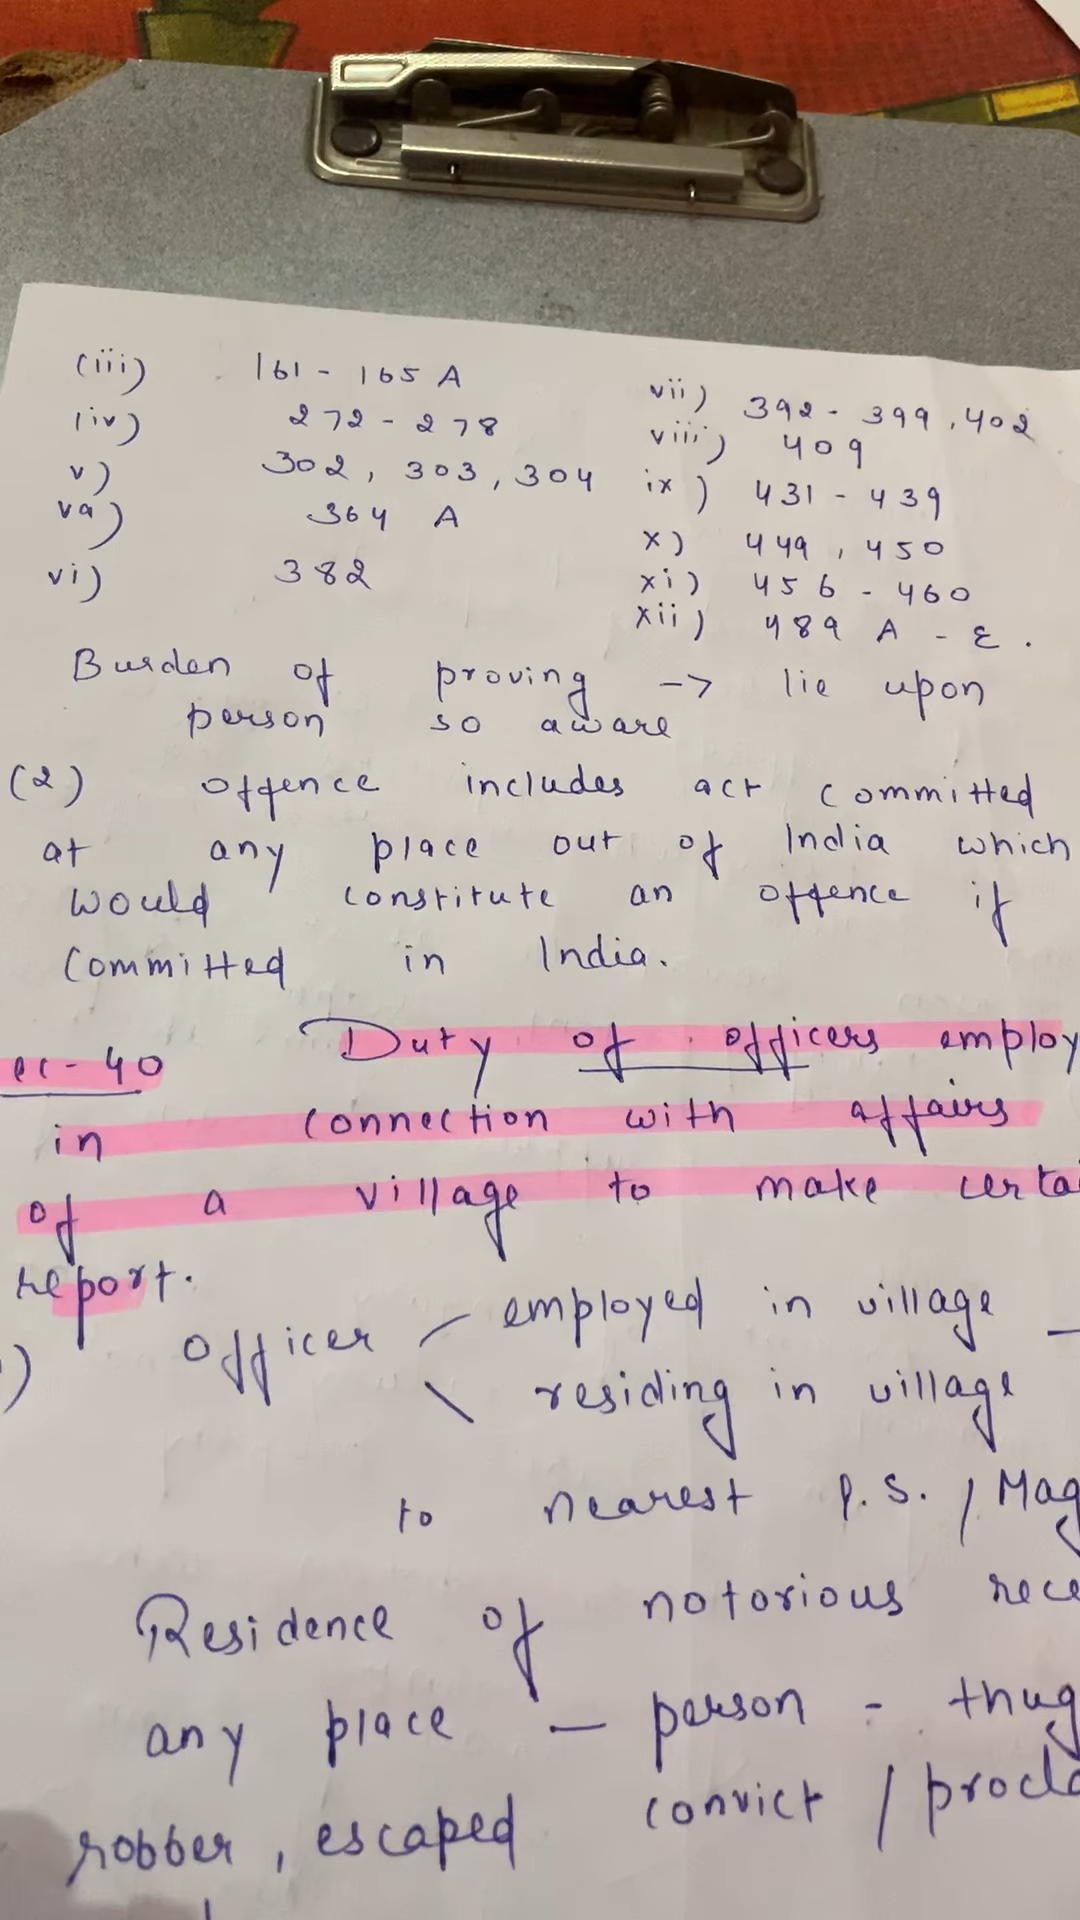 (iii) 161 - 165 A
(iv) 272 - 278
v) 302, 303, 304
va) 364 A
vi) 382
vii) 392 - 399, 402
viii) 409
ix) 431 - 439
x) 449, 450
xi) 456 - 460
xii) 489 A - E.
Burden of proving -> lie upon
person so aware
(2) offence includes act committed
at any place out of India which
would constitute an offence if
committed in India.
ec - 40 Duty of officers employ
in connection with affairs
of a village to make certai
report.
) officer employed in village -
residing in village
to nearest P.S. / Mag
Residence of notorious rece
any place - person - thug
robber, escaped convict / procla